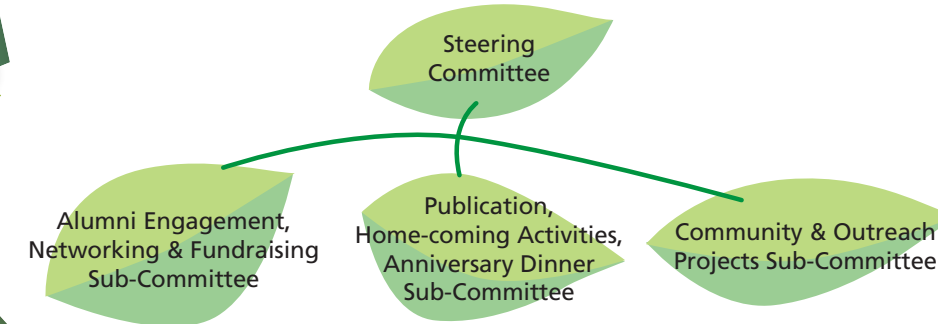 Steering
Committee
Alumni Engagement,
Networking & Fundraising
Sub-Committee
Publication,
Home-coming Activities,
Anniversary Dinner
Sub-Committee
Community & Outreach
Projects Sub-Committee